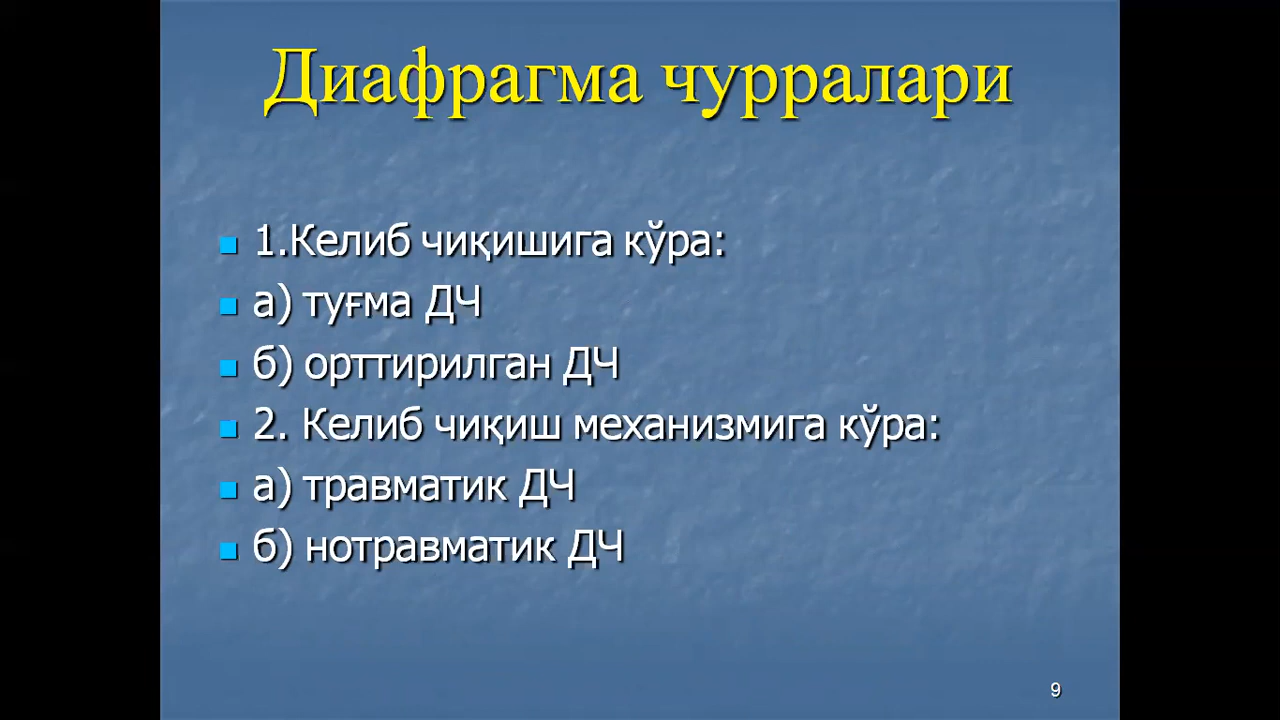 Диафрагма чурралари
1.Келиб чиқишига кўра:
а) туғма ДЧ
б) орттирилган ДЧ
2. Келиб чиқиш механизмига кўра:
а) травматик ДЧ
б) нотравматик ДЧ
9